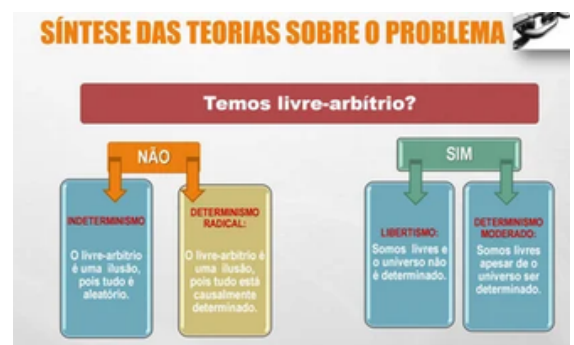 SÍNTESE DAS TEORIAS SOBRE O PROBLEMA
Temos livre-arbítrio?
NÃO
SIM
INDETERMINISMO
O livre-arbítrio é
uma ilusão,
pois tudo é
aleatório.
DETERMINISMO
RADICAL:
O livre-arbítrio é
uma ilusão,
pois tudo está
causalmente
determinado.
LIBERTISMO:
Somos livres e
o universo não
é determinado.
DETERMINISMO
MODERADO:
Somos livres
apesar de o
universo ser
determinado.